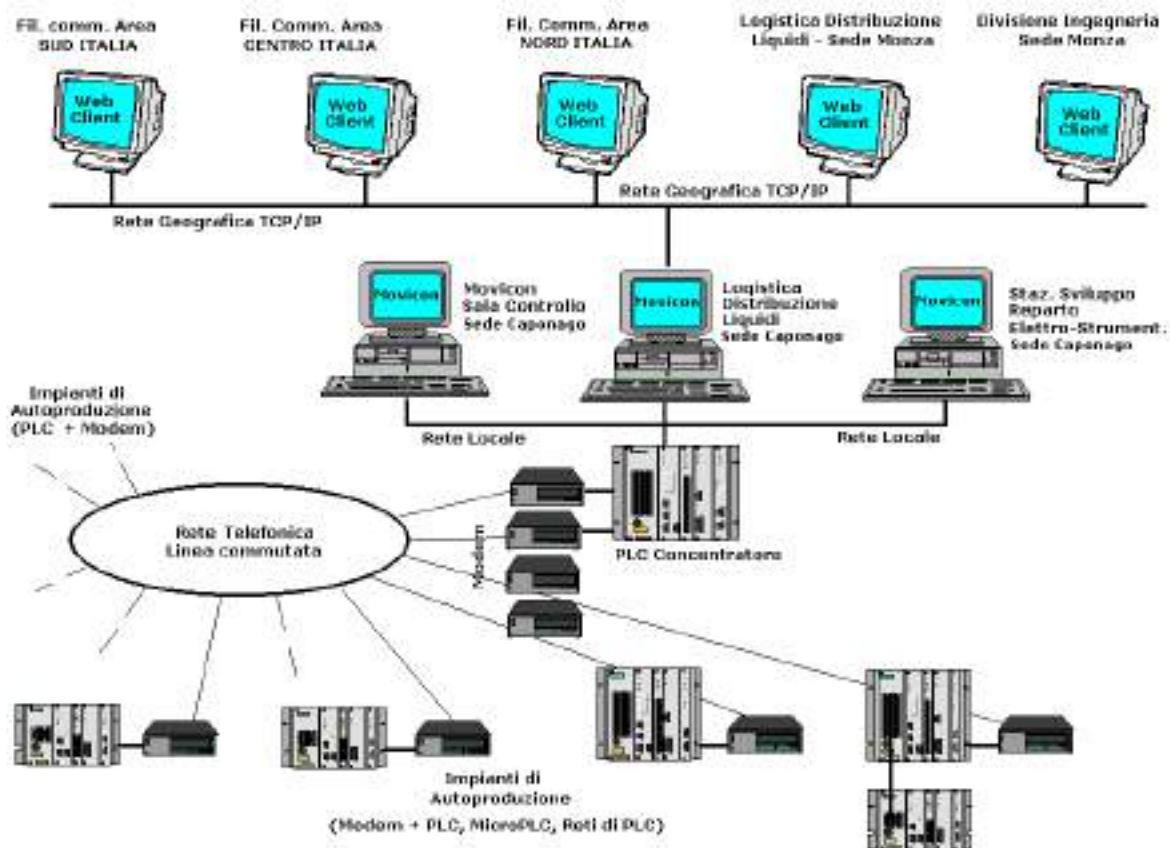 Fil. comm. Area
SUD ITALIA
Fil. Comm. Area
CENTRO ITALIA
Fil. Comm. Area
NORD ITALIA
Logistica Distribuzione
Liquidi - Sede Monza
Divisione Ingegneria
Sede Monza
Web
Client
Web
Client
Web
Client
Web
Client
Web
Client
Rete Geografica TCP/IP
Rete Geografica TCP/IP
Movicon
Movicon
Sala Controllo
Sede Caponago
Movicon
Logistica
Distribuzione
Liquidi
Sede Caponago
Movicon
Staz. Sviluppo
Reparto
Elettro-Strument.
Sede Caponago
Impianti di
Autoproduzione
(PLC + Modem)
Rete Locale
Rete Locale
Rete Telefonica
Linea commutata
Modem
PLC Concentratore
Impianti di
Autoproduzione
(Modem + PLC, MicroPLC, Reti di PLC)